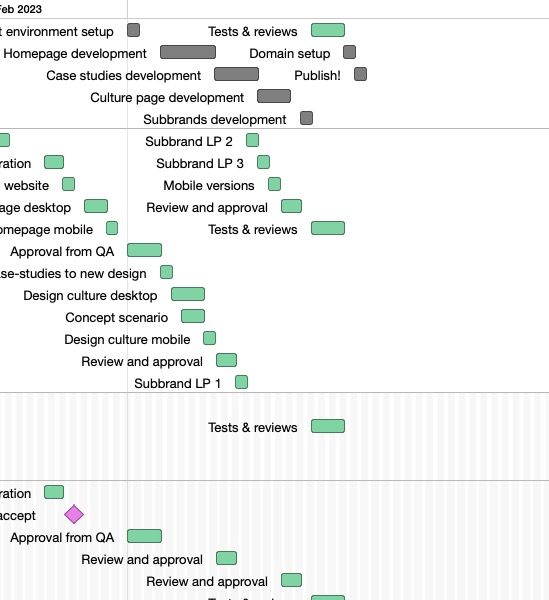 Feb 2023
t environment setup Tests & reviews
Homepage development Domain setup
Case studies development Publish!
Culture page development
Subbrands development
Subbrand LP 2
ration Subbrand LP 3
website Mobile versions
age desktop Review and approval
omepage mobile Tests & reviews
Approval from QA
se-studies to new design
Design culture desktop
Concept scenario
Design culture mobile
Review and approval
Subbrand LP 1
Tests & reviews
ration
accept
Approval from QA
Review and approval
Review and approval